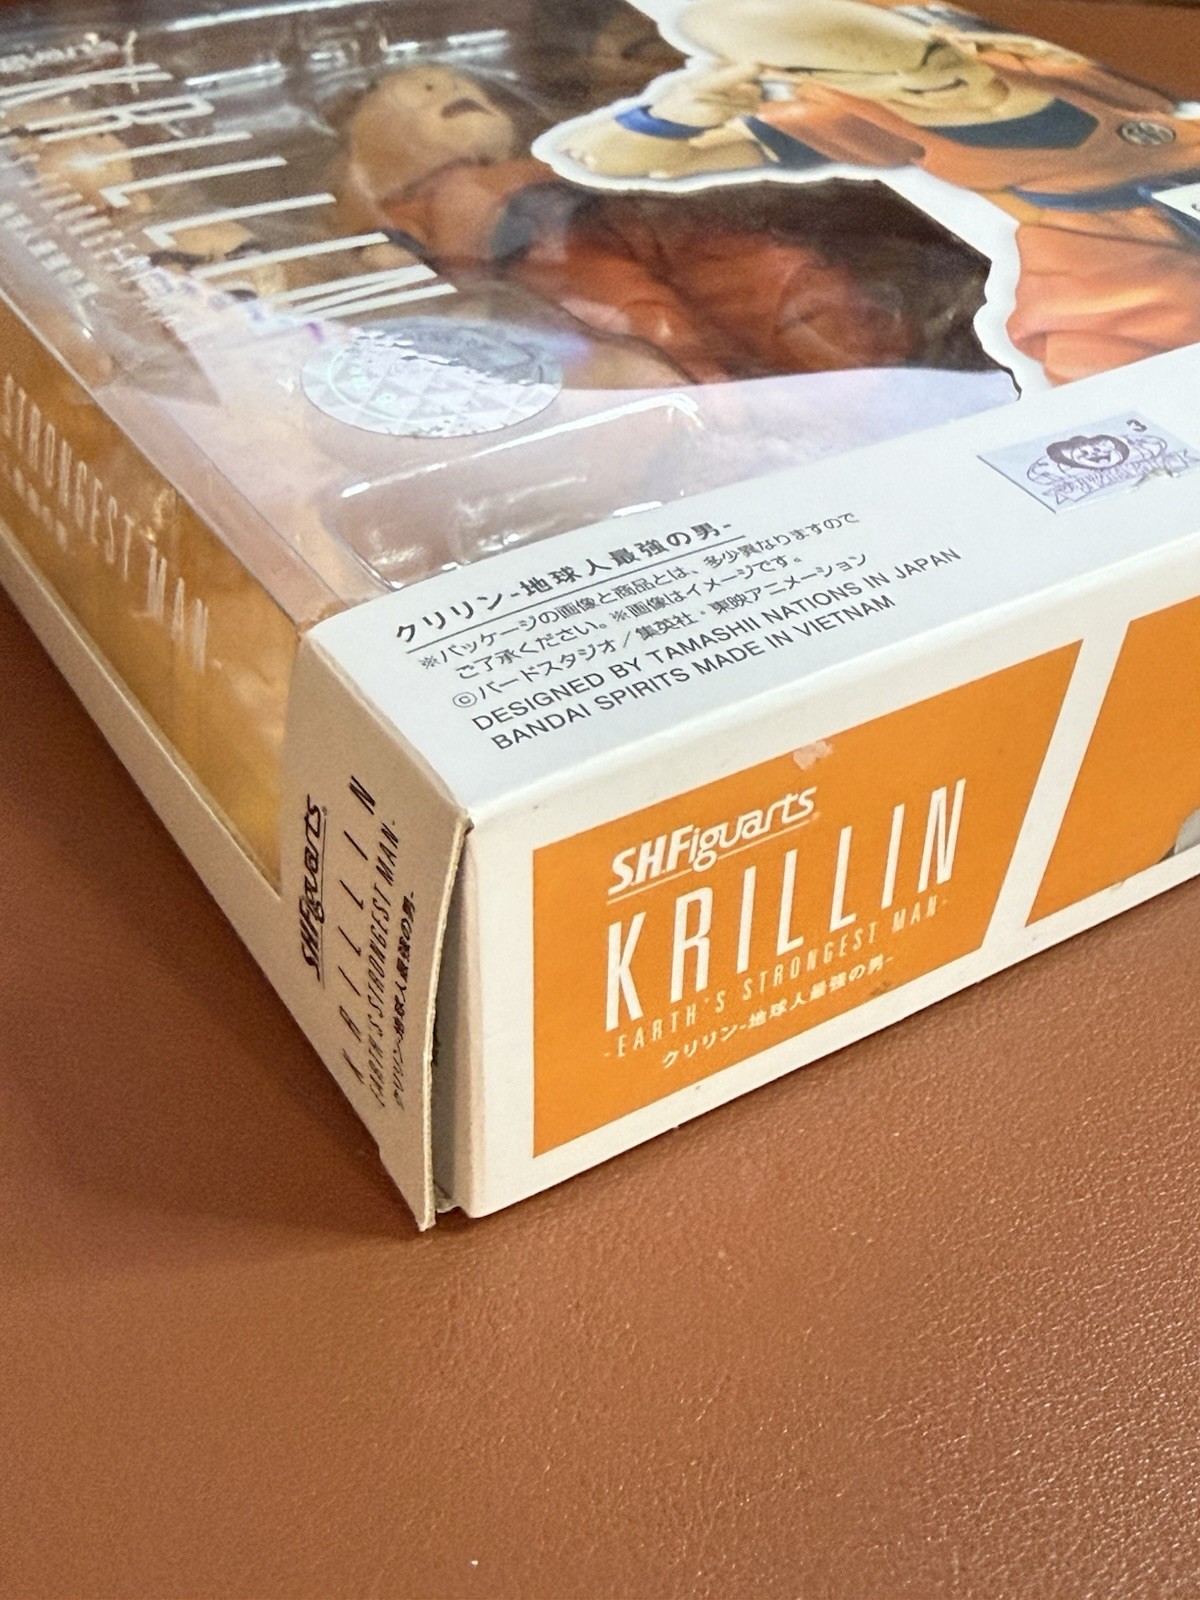 KRILLIN
STRONGEST MAN
クリリン-地球人最強の男-
※パッケージの画像と商品とは、多少異なりますので
ご了承ください。※画像はイメージです。
©バードスタジオ/集英社・東映アニメーション
DESIGNED BY TAMASHII NATIONS IN JAPAN
BANDAI SPIRITS MADE IN VIETNAM
3
S.H.Figuarts
KRILLIN
EARTH'S STRONGEST MAN-
クリリン-地球人最強の男-
S.H.Figuarts
KRILLIN
-EARTH'S STRONGEST MAN-
クリリン-地球人最強の男-